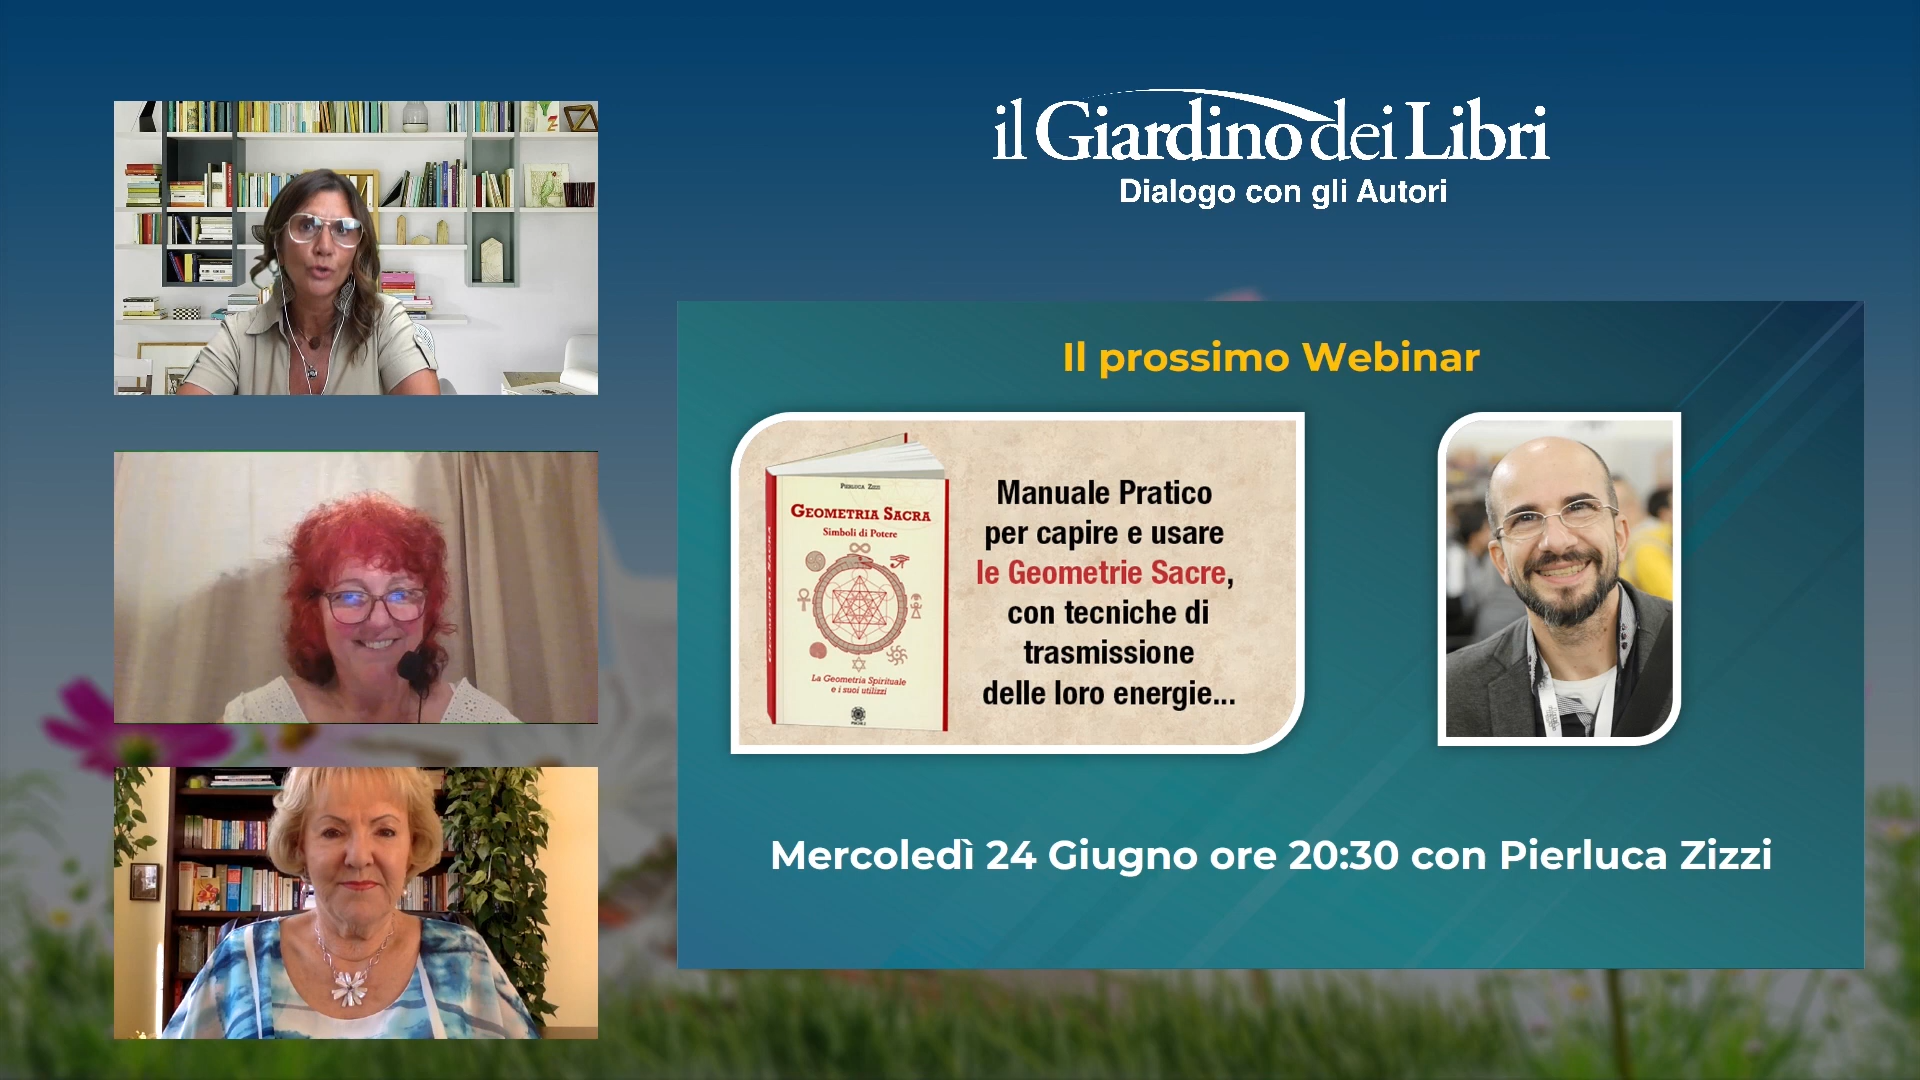 il Giardino dei Libri
Dialogo con gli Autori
Il prossimo Webinar
PIERLUCA ZIZZI
GEOMETRIA SACRA
Simboli di Potere
La Geometria Spirituale
e i suoi utilizzi
GEOMETRIA SACRA
Manuale Pratico
per capire e usare
le Geometrie Sacre,
con tecniche di
trasmissione
delle loro energie...
Mercoledì 24 Giugno ore 20:30 con Pierluca Zizzi